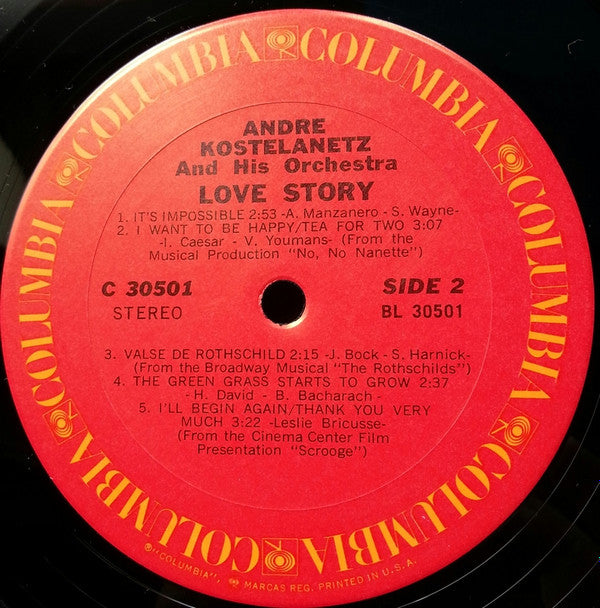 COLUMBIA COLUMBIA COLUMBIA COLUMBIA COLUMBIA COLUMBIA
ANDRE
KOSTELANETZ
And His Orchestra
LOVE STORY
1. IT'S IMPOSSIBLE 2:53 -A. Manzanero - S. Wayne-
2. I WANT TO BE HAPPY/TEA FOR TWO 3:07
-I. Caesar - V. Youmans- (From the
Musical Production "No, No Nanette")
C 30501
STEREO
SIDE 2
BL 30501
3. VALSE DE ROTHSCHILD 2:15 -J. Bock - S. Harnick-
(From the Broadway Musical "The Rothschilds")
4. THE GREEN GRASS STARTS TO GROW 2:37
-H. David - B. Bacharach-
5. I'LL BEGIN AGAIN/THANK YOU VERY
MUCH 3:22 -Leslie Bricusse-
(From the Cinema Center Film
Presentation "Scrooge")
®"COLUMBIA", MARCAS REG. PRINTED IN U.S.A.